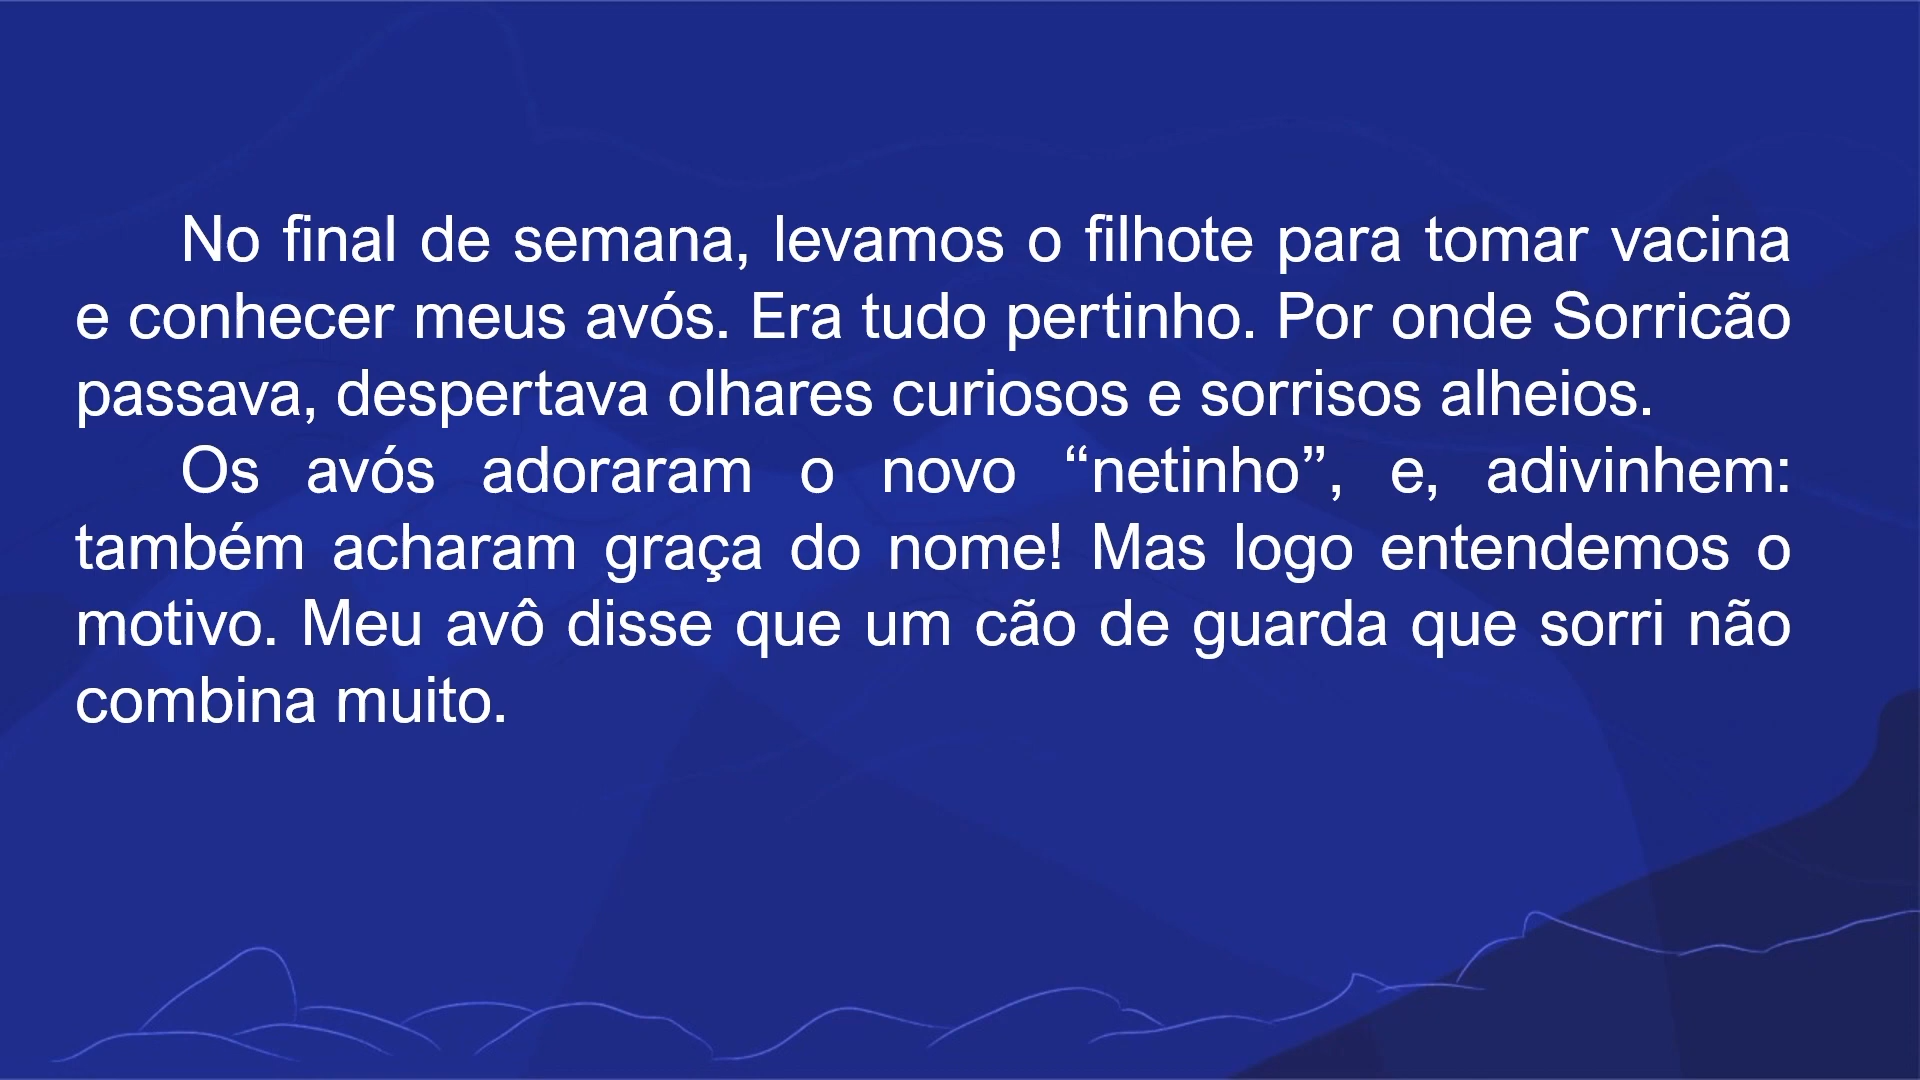 No final de semana, levamos o filhote para tomar vacina
e conhecer meus avós. Era tudo pertinho. Por onde Sorricão
passava, despertava olhares curiosos e sorrisos alheios.
Os avós adoraram o novo “netinho”, e, adivinhem:
também acharam graça do nome! Mas logo entendemos o
motivo. Meu avô disse que um cão de guarda que sorri não
combina muito.